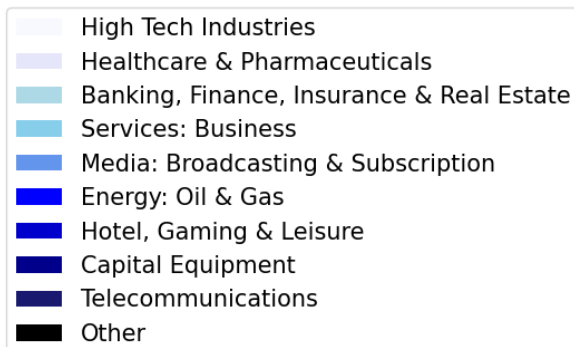 High Tech Industries
Healthcare & Pharmaceuticals
Banking, Finance, Insurance & Real Estate
Services: Business
Media: Broadcasting & Subscription
Energy: Oil & Gas
Hotel, Gaming & Leisure
Capital Equipment
Telecommunications
Other